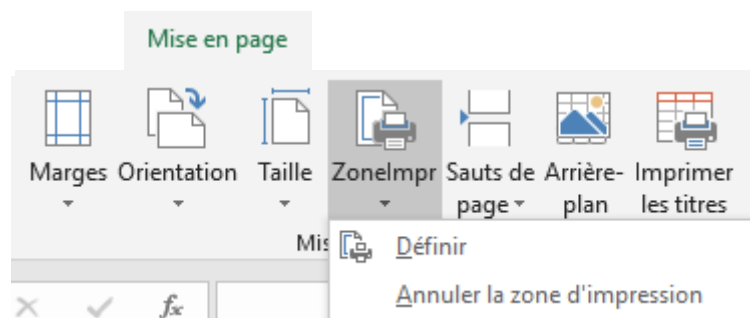 Mise en page
Marges Orientation Taille ZoneImpr Sauts de Arrière- Imprimer
page plan les titres
Mis
Définir
fx
Annuler la zone d'impression